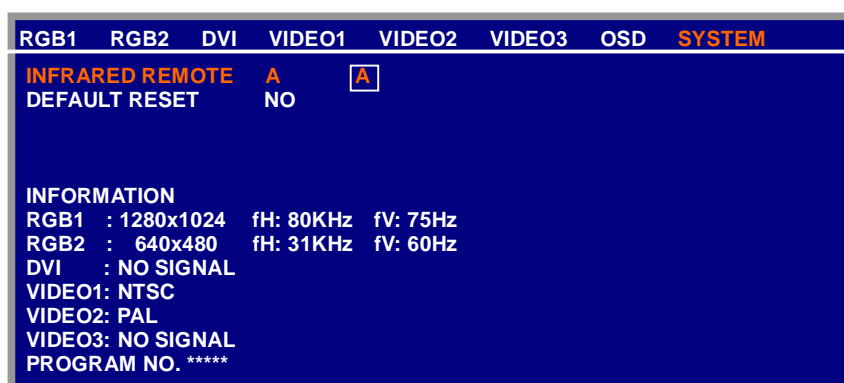 RGB1 RGB2 DVI VIDEO1 VIDEO2 VIDEO3 OSD SYSTEM
INFRARED REMOTE A A
DEFAULT RESET NO
INFORMATION
RGB1 : 1280x1024 fH: 80KHz fV: 75Hz
RGB2 : 640x480 fH: 31KHz fV: 60Hz
DVI : NO SIGNAL
VIDEO1: NTSC
VIDEO2: PAL
VIDEO3: NO SIGNAL
PROGRAM NO. *****